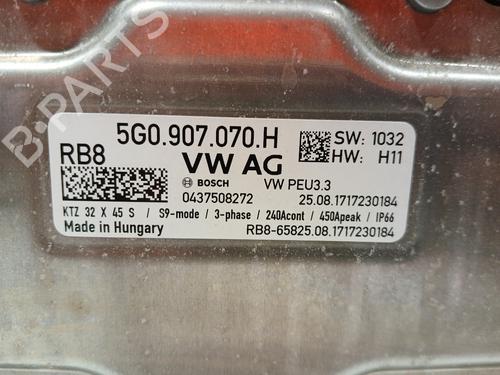 5G0.907.070.H
SW: 1032
RB8
VW AG
HW: H11
BOSCH
VW PEU3.3
0437508272
25.08.1717230184
KTZ 32 X 45 S / S9-mode / 3-phase / 240Acont / 450Apeak / IP66
Made in Hungary
RB8-65825.08.1717230184
B-PARTS